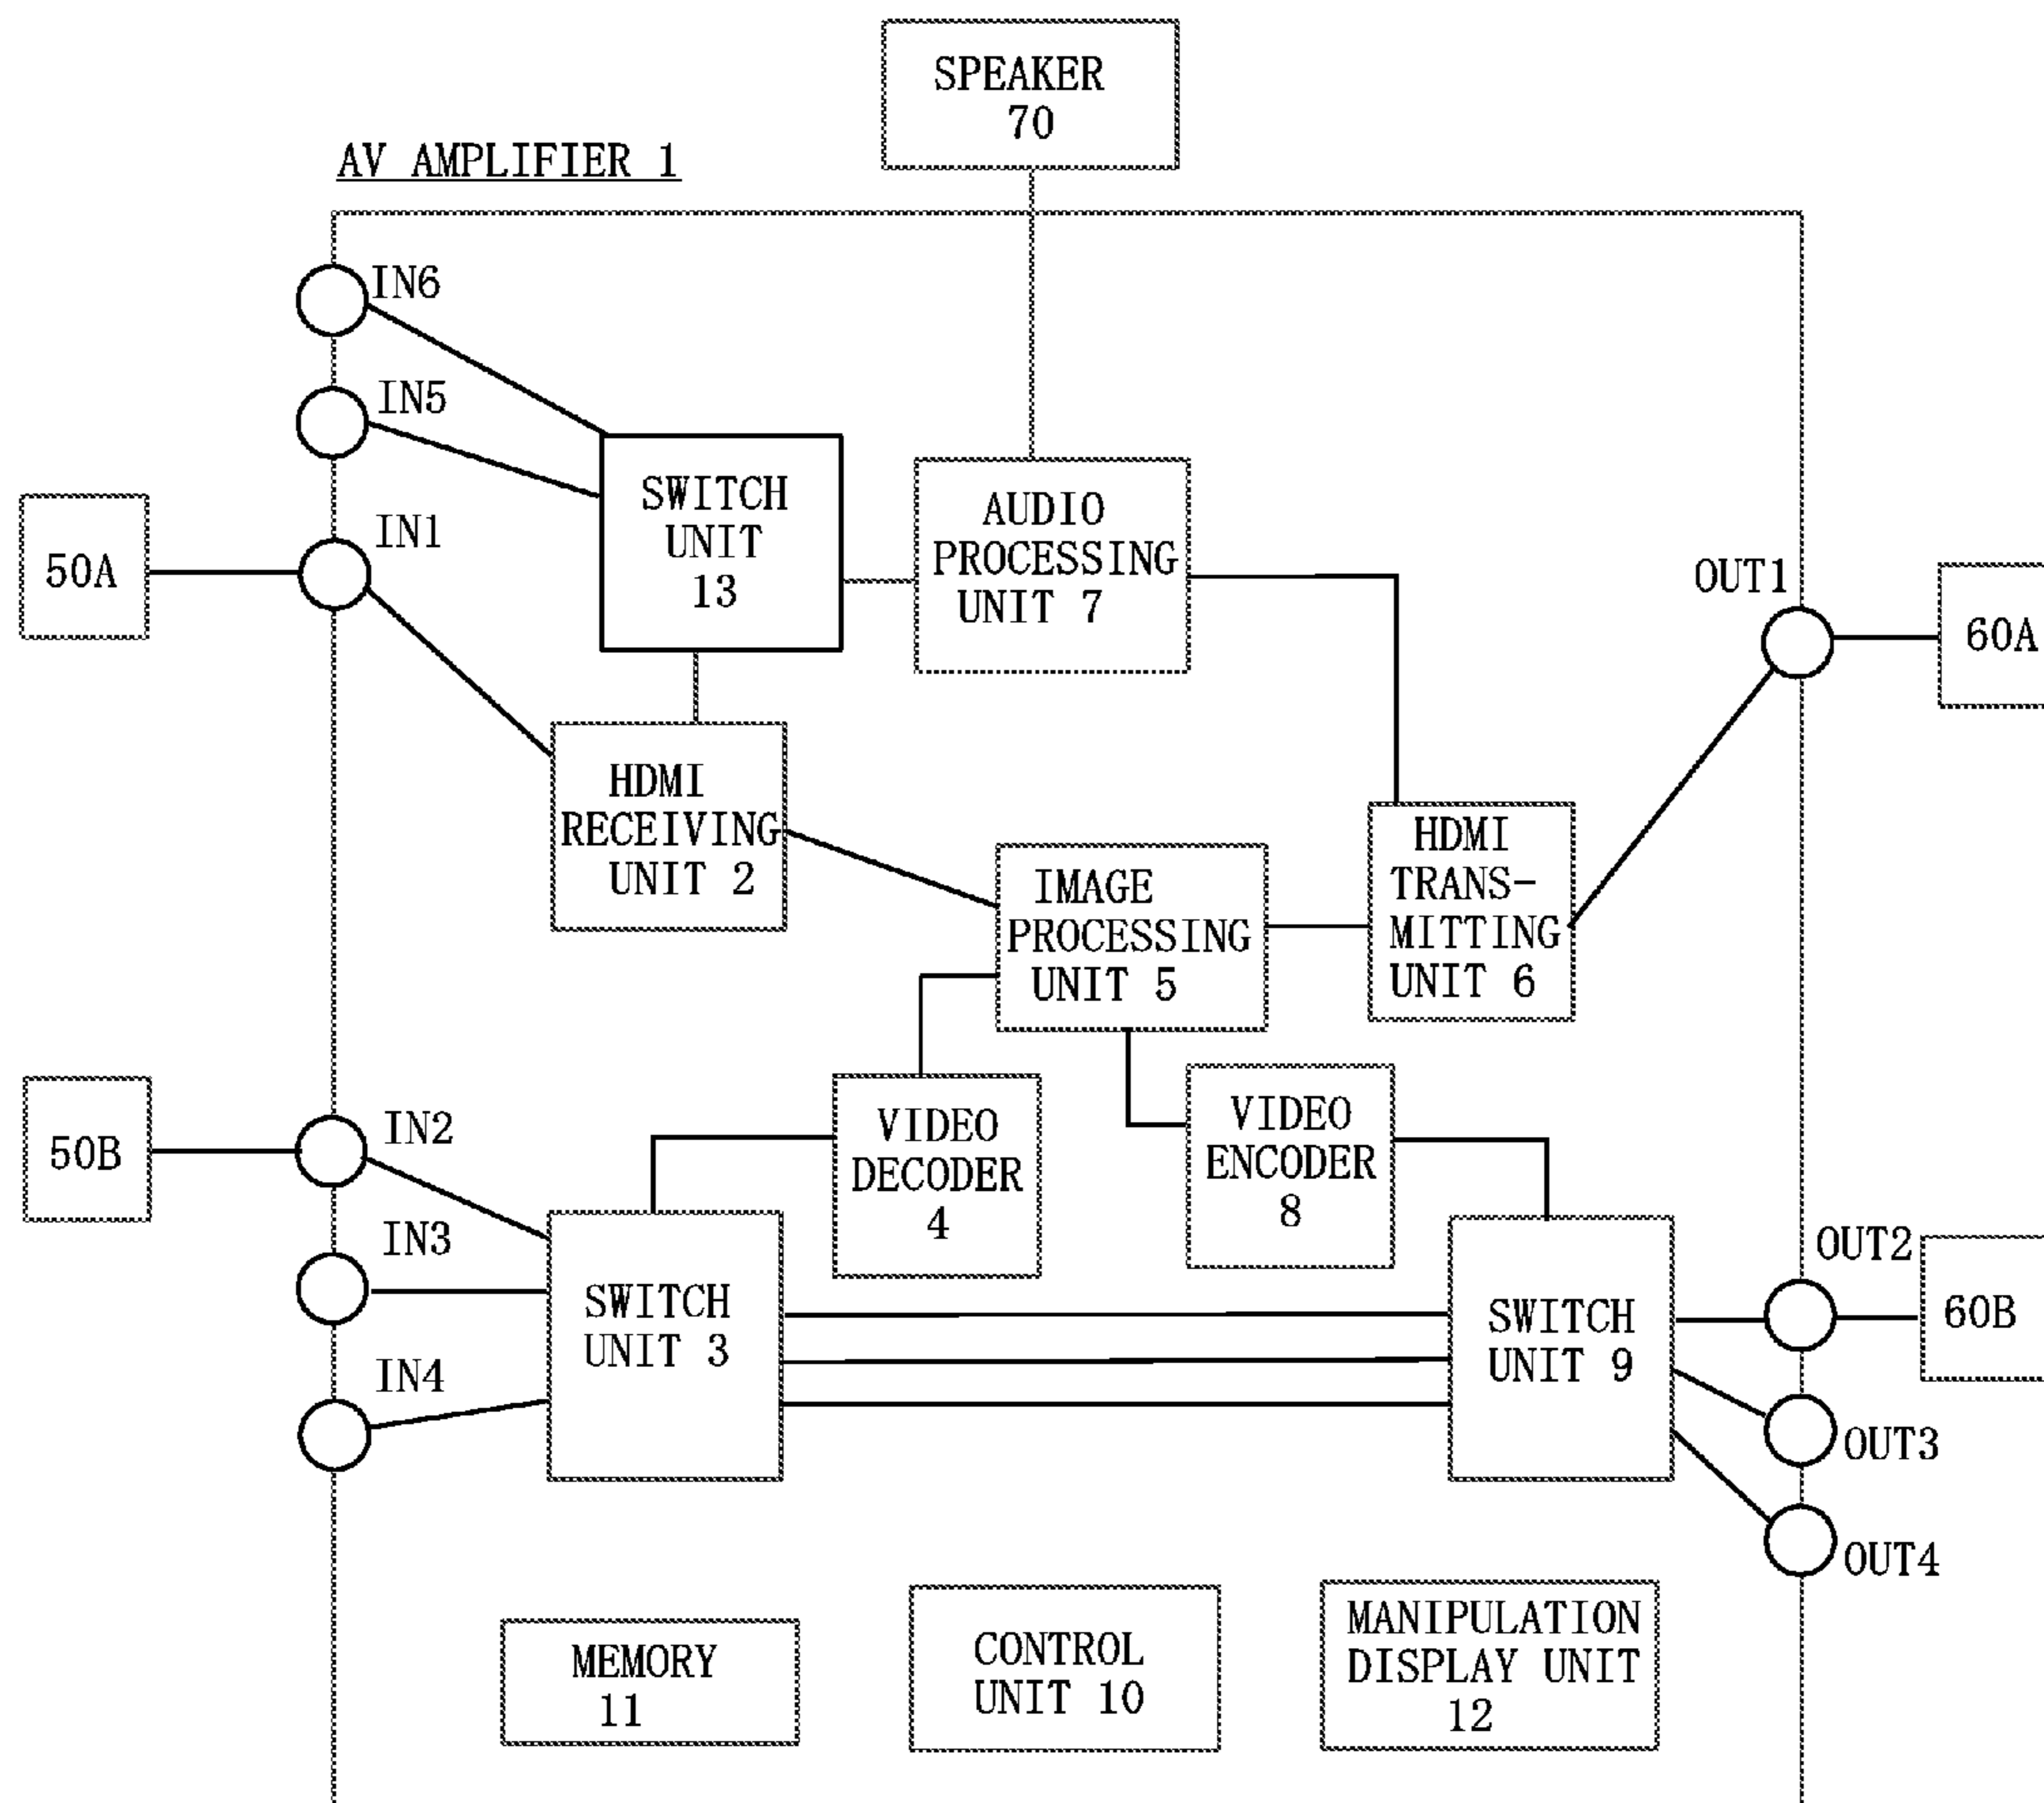 SPEAKER
70
AV AMPLIFIER 1
IN6
IN5
IN1
50A
SWITCH
UNIT
13
AUDIO
PROCESSING
UNIT 7
OUT1
60A
HDMI
RECEIVING
UNIT 2
IMAGE
PROCESSING
UNIT 5
HDMI
TRANS-
MITTING
UNIT 6
50B
IN2
IN3
IN4
VIDEO
DECODER
4
VIDEO
ENCODER
8
SWITCH
UNIT 3
SWITCH
UNIT 9
OUT2
60B
OUT3
OUT4
MEMORY
11
CONTROL
UNIT 10
MANIPULATION
DISPLAY UNIT
12